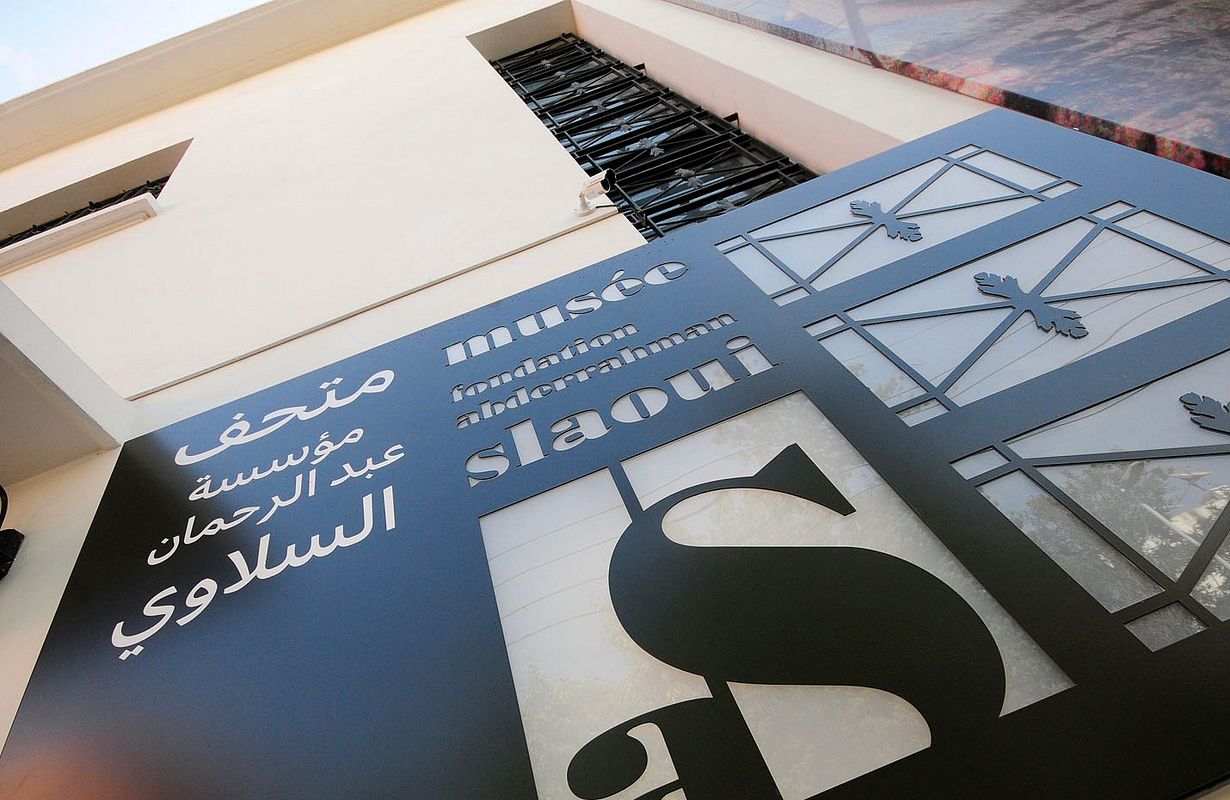 متحف
مؤسسة
عبد الرحمان
السلاوي
musée
fondation
abderrahman
slaoui
s
a